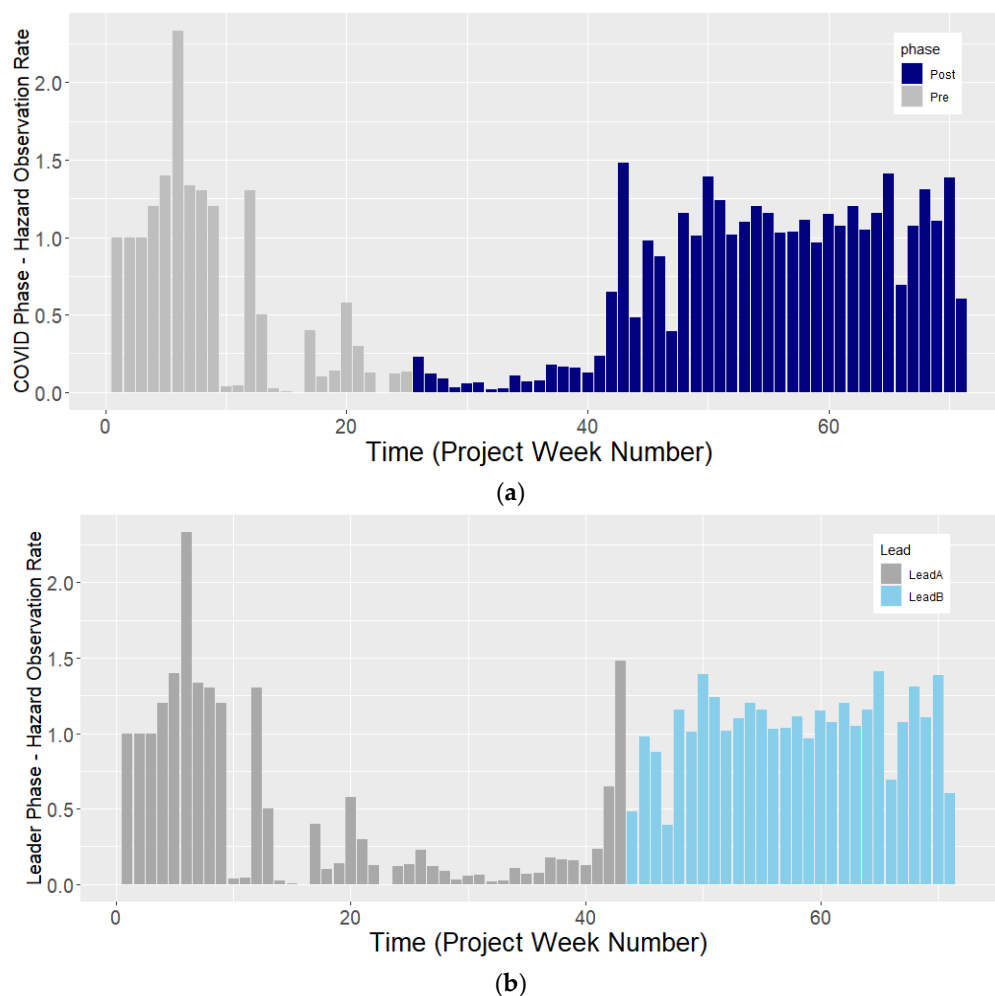 COVID Phase - Hazard Observation Rate
2.0
1.5
1.0
0.5
0.0
phase
Post
Pre
0 20 40 60
Time (Project Week Number)
(a)
Leader Phase - Hazard Observation Rate
2.0
1.5
1.0
0.5
0.0
Lead
LeadA
LeadB
0 20 40 60
Time (Project Week Number)
(b)